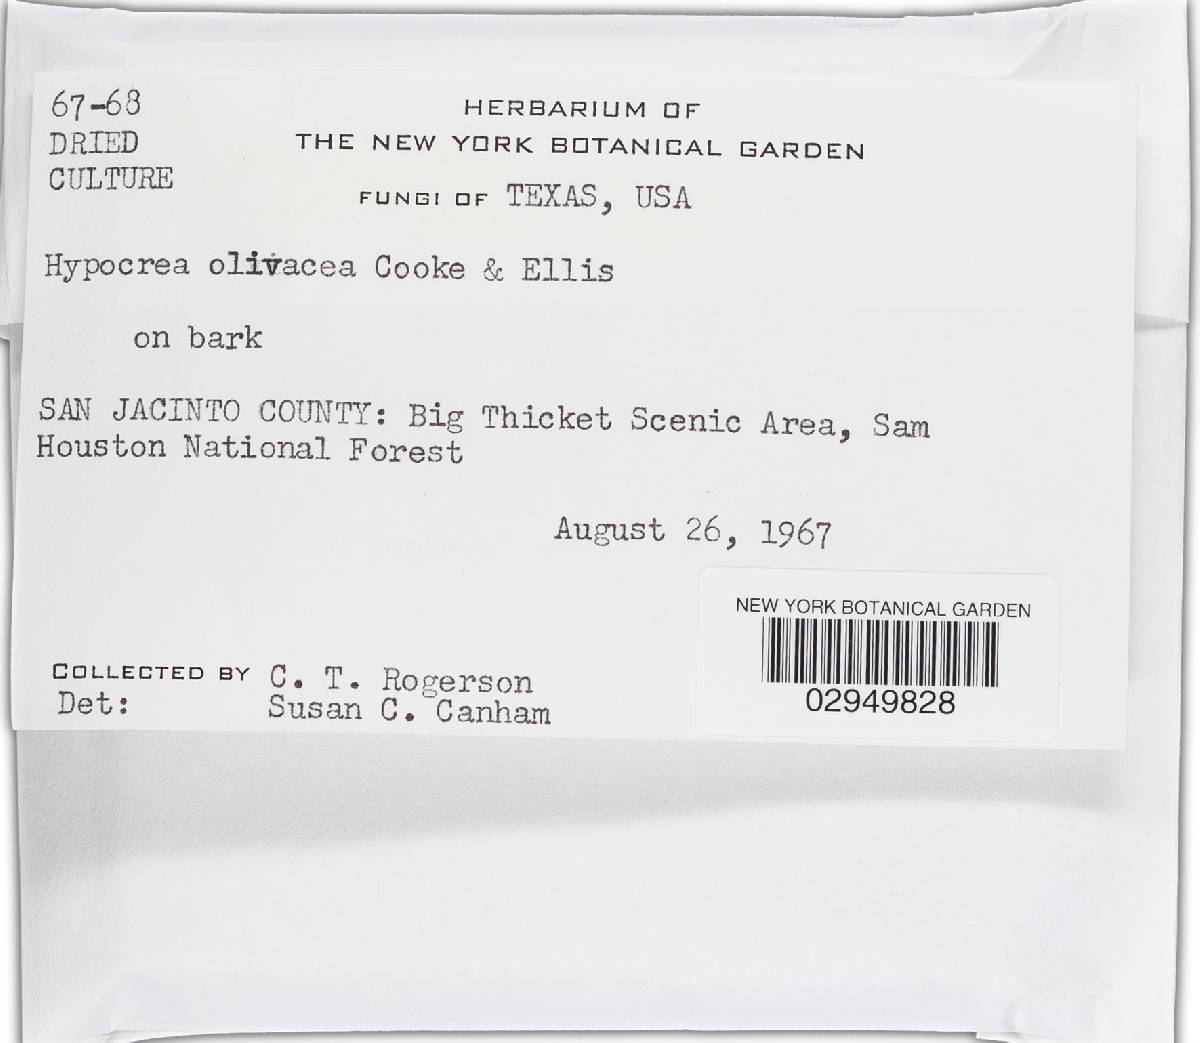 67-68
DRIED
CULTURE
HERBARIUM OF
THE NEW YORK BOTANICAL GARDEN
FUNGI OF TEXAS, USA
Hypocrea olivacea Cooke & Ellis
on bark
SAN JACINTO COUNTY: Big Thicket Scenic Area, Sam
Houston National Forest
August 26, 1967
NEW YORK BOTANICAL GARDEN
02949828
COLLECTED BY C. T. Rogerson
Det: Susan C. Canham